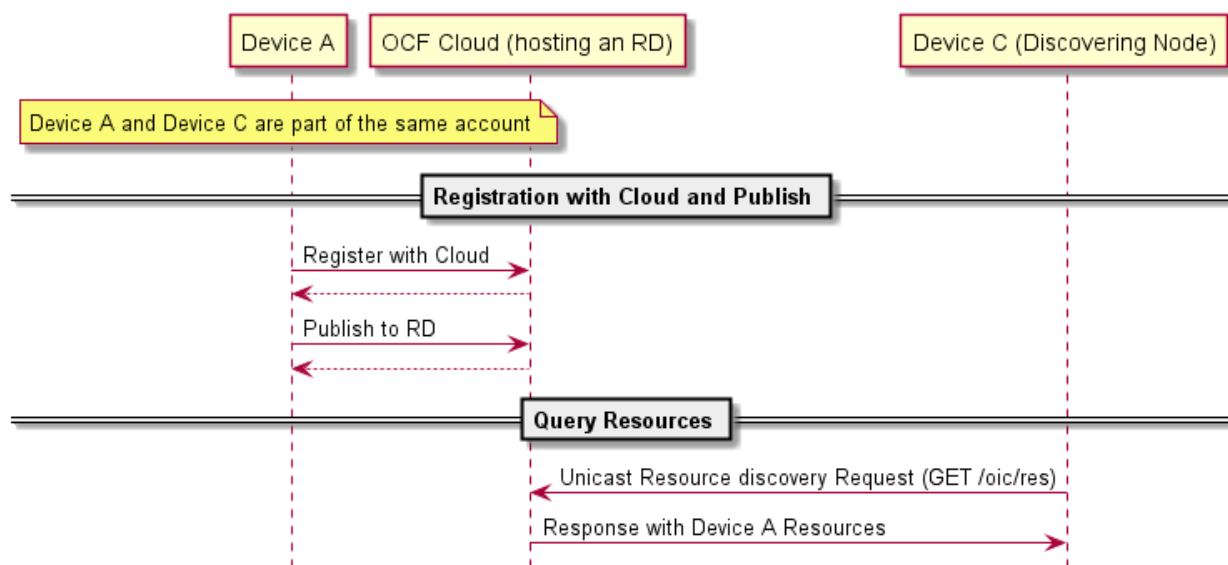 Device A
OCF Cloud (hosting an RD)
Device C (Discovering Node)
Device A and Device C are part of the same account
Registration with Cloud and Publish
Register with Cloud
Publish to RD
Query Resources
Unicast Resource discovery Request (GET /oic/res)
Response with Device A Resources